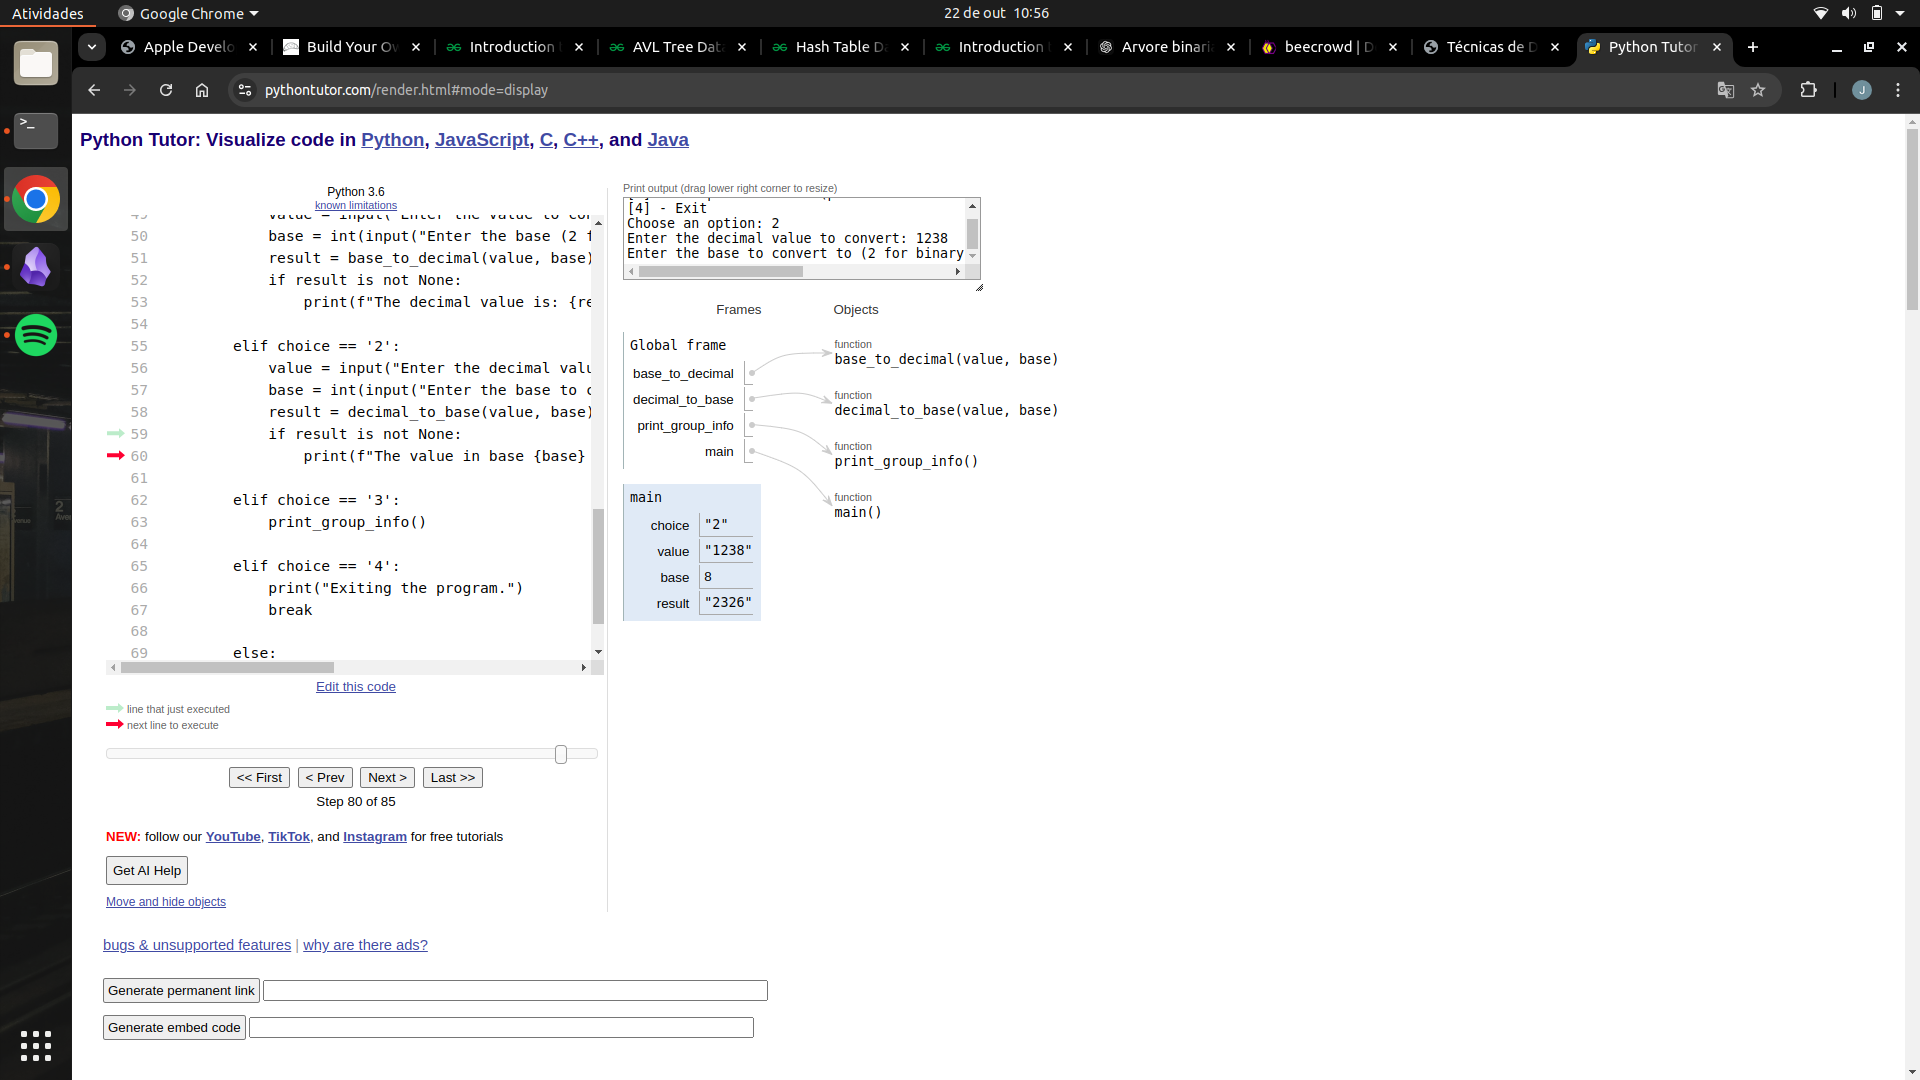 Atividades
Google Chrome
22 de out 10:56
Apple Develo
Build Your Ow
Introduction
AVL Tree Dat
Hash Table D
Introduction
Arvore binari
beecrowd | D
Técnicas de D
Python Tutor
pythontutor.com/render.html#mode=display
J
Python Tutor: Visualize code in Python, JavaScript, C, C++, and Java
Python 3.6
known limitations
49 value = input("Enter the value to con
50 base = int(input("Enter the base (2 f
51 result = base_to_decimal(value, base)
52 if result is not None:
53 print(f"The decimal value is: {re
54
55 elif choice == '2':
56 value = input("Enter the decimal valu
57 base = int(input("Enter the base to c
58 result = decimal_to_base(value, base)
59 if result is not None:
60 print(f"The value in base {base}
61
62 elif choice == '3':
63 print_group_info()
64
65 elif choice == '4':
66 print("Exiting the program.")
67 break
68
69 else:
Edit this code
line that just executed
next line to execute
<< First
< Prev
Next >
Last >>
Step 80 of 85
NEW: follow our YouTube, TikTok, and Instagram for free tutorials
Get AI Help
Move and hide objects
bugs & unsupported features | why are there ads?
Generate permanent link
Generate embed code
Print output (drag lower right corner to resize)
[4] - Exit
Choose an option: 2
Enter the decimal value to convert: 1238
Enter the base to convert to (2 for binary
Frames
Objects
Global frame
base_to_decimal
decimal_to_base
print_group_info
main
function
base_to_decimal(value, base)
function
decimal_to_base(value, base)
function
print_group_info()
function
main()
main
choice "2"
value "1238"
base 8
result "2326"